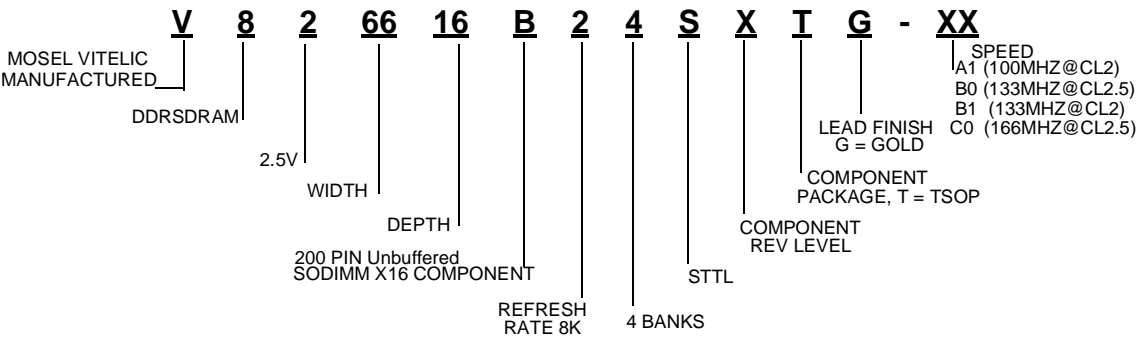 V 8 2 66 16 B 2 4 S X T G - XX
MOSEL VITELIC
MANUFACTURED
SPEED
A1 (100MHZ@CL2)
B0 (133MHZ@CL2.5)
B1 (133MHZ@CL2)
C0 (166MHZ@CL2.5)
DDRSDRAM
LEAD FINISH
G = GOLD
2.5V
WIDTH
COMPONENT
PACKAGE, T = TSOP
DEPTH
COMPONENT
REV LEVEL
200 PIN Unbuffered
SODIMM X16 COMPONENT
STTL
REFRESH
RATE 8K
4 BANKS